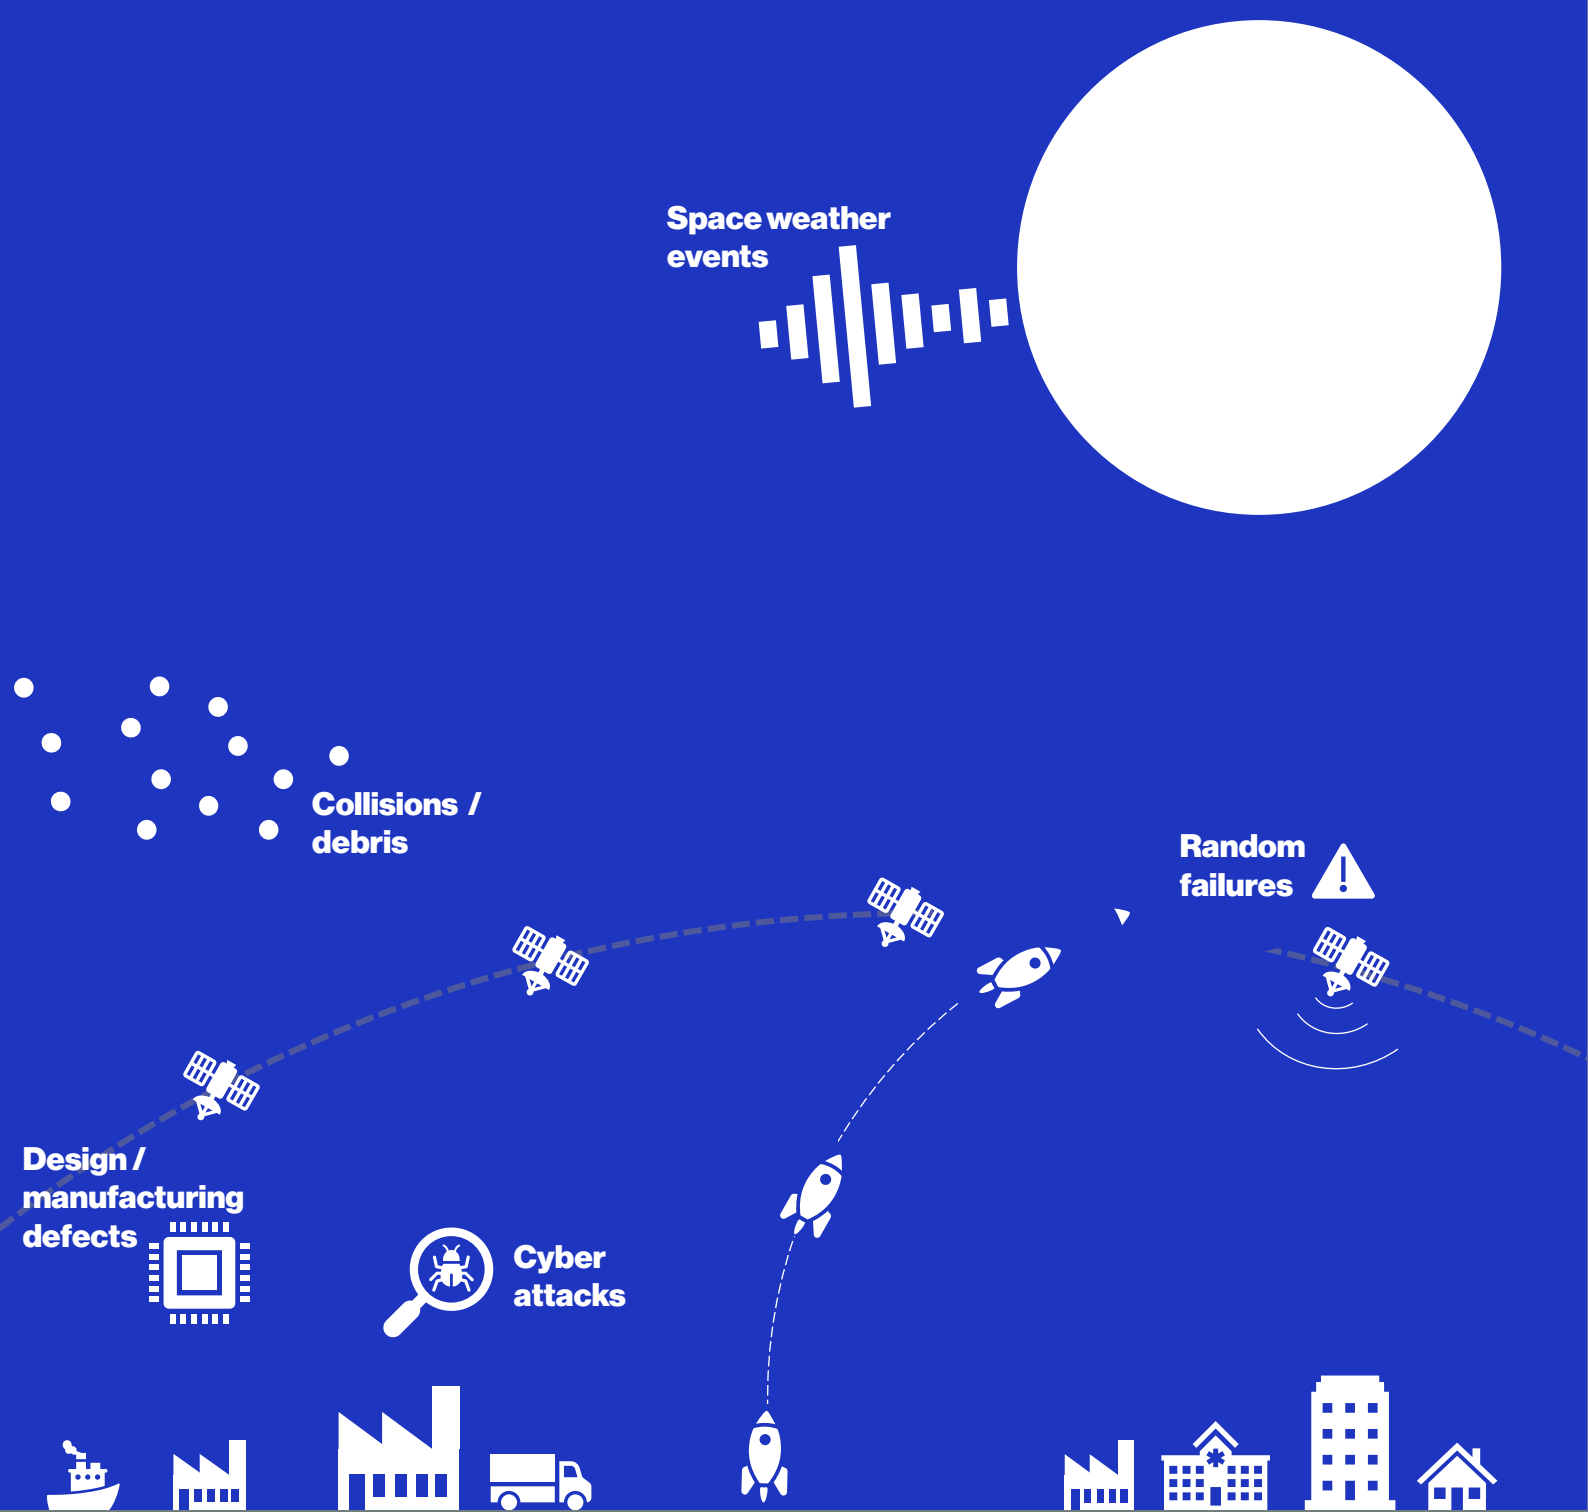 Space weather
events
Collisions /
debris
Random
failures
Design /
manufacturing
defects
Cyber
attacks